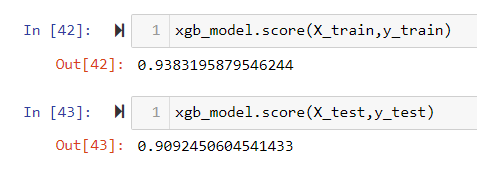 In [42]: 1 xgb_model.score(X_train,y_train)
Out[42]: 0.9383195879546244
In [43]: 1 xgb_model.score(X_test,y_test)
Out[43]: 0.9092450604541433